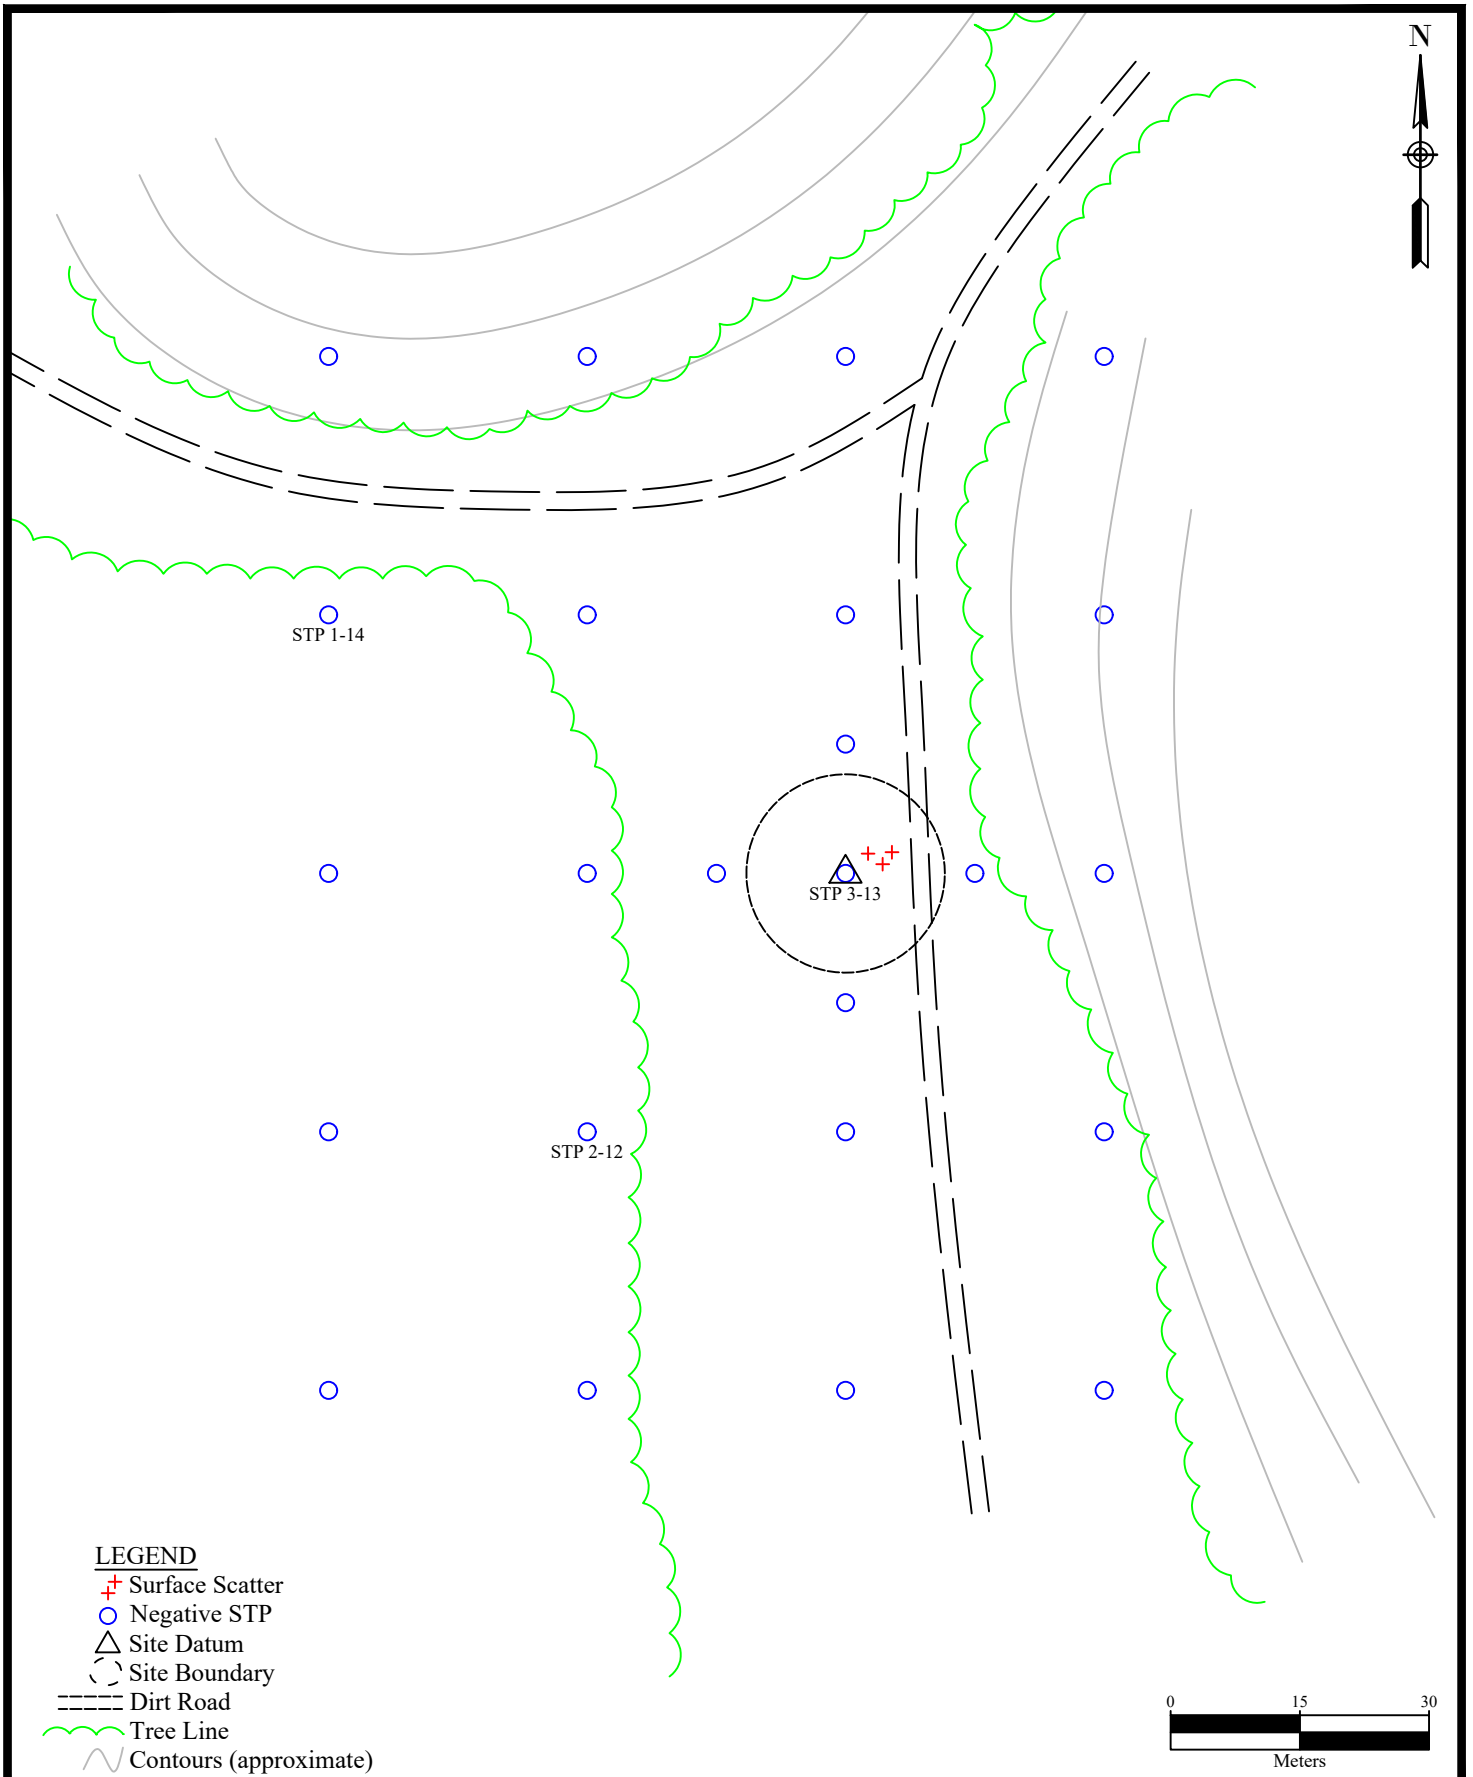 N
STP 1-14
STP 3-13
STP 2-12
LEGEND
Surface Scatter
Negative STP
Site Datum
Site Boundary
Dirt Road
Tree Line
Contours (approximate)
0 15 30
Meters